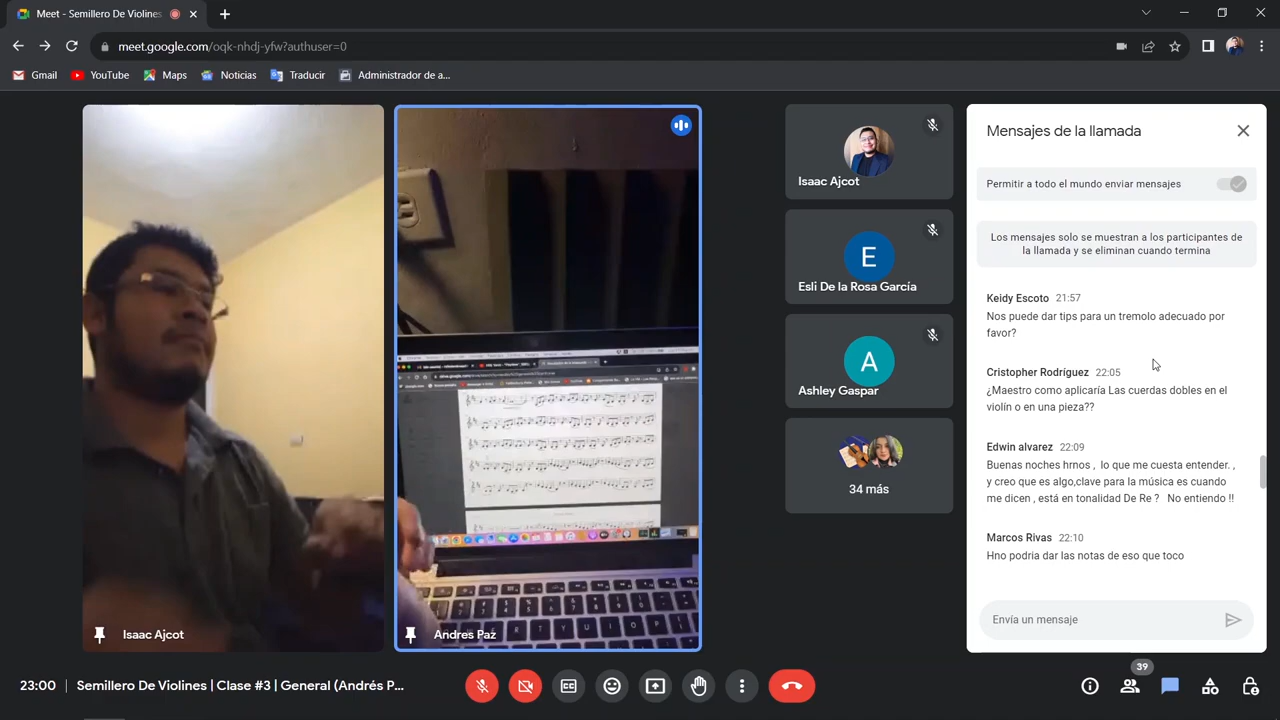 Meet - Semillero De Violines
meet.google.com/oqk-nhdj-yfw?authuser=0
Gmail
YouTube
Maps
Noticias
Traducir
Administrador de a...
Isaac Ajcot
Andres Paz
Isaac Ajcot
E
Esli De la Rosa García
A
Ashley Gaspar
34 más
Mensajes de la llamada
Permitir a todo el mundo enviar mensajes
Los mensajes solo se muestran a los participantes de
la llamada y se eliminan cuando termina
Keidy Escoto 21:57
Nos puede dar tips para un tremolo adecuado por
favor?
Cristopher Rodríguez 22:05
¿Maestro como aplicaría Las cuerdas dobles en el
violín o en una pieza??
Edwin alvarez 22:09
Buenas noches hrnos , lo que me cuesta entender. ,
y creo que es algo,clave para la música es cuando
me dicen , está en tonalidad De Re ? No entiendo !!
Marcos Rivas 22:10
Hno podria dar las notas de eso que toco
Envía un mensaje
39
23:00 | Semillero De Violines | Clase #3 | General (Andrés P...